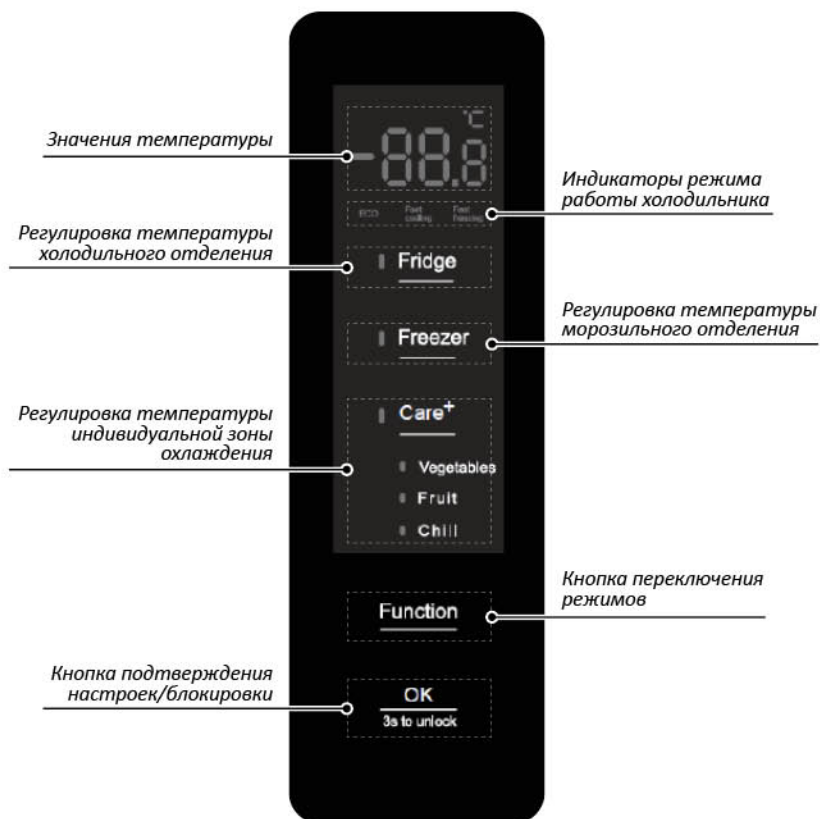 °C
-88.8
Значения температуры
ECO Fast cooling Fast freezing
Индикаторы режима
работы холодильника
Регулировка температуры
холодильного отделения
Fridge
Freezer
Регулировка температуры
морозильного отделения
Регулировка температуры
индивидуальной зоны
охлаждения
Care+
Vegetables
Fruit
Chill
Function
Кнопка переключения
режимов
Кнопка подтверждения
настроек/блокировки
OK
3s to unlock